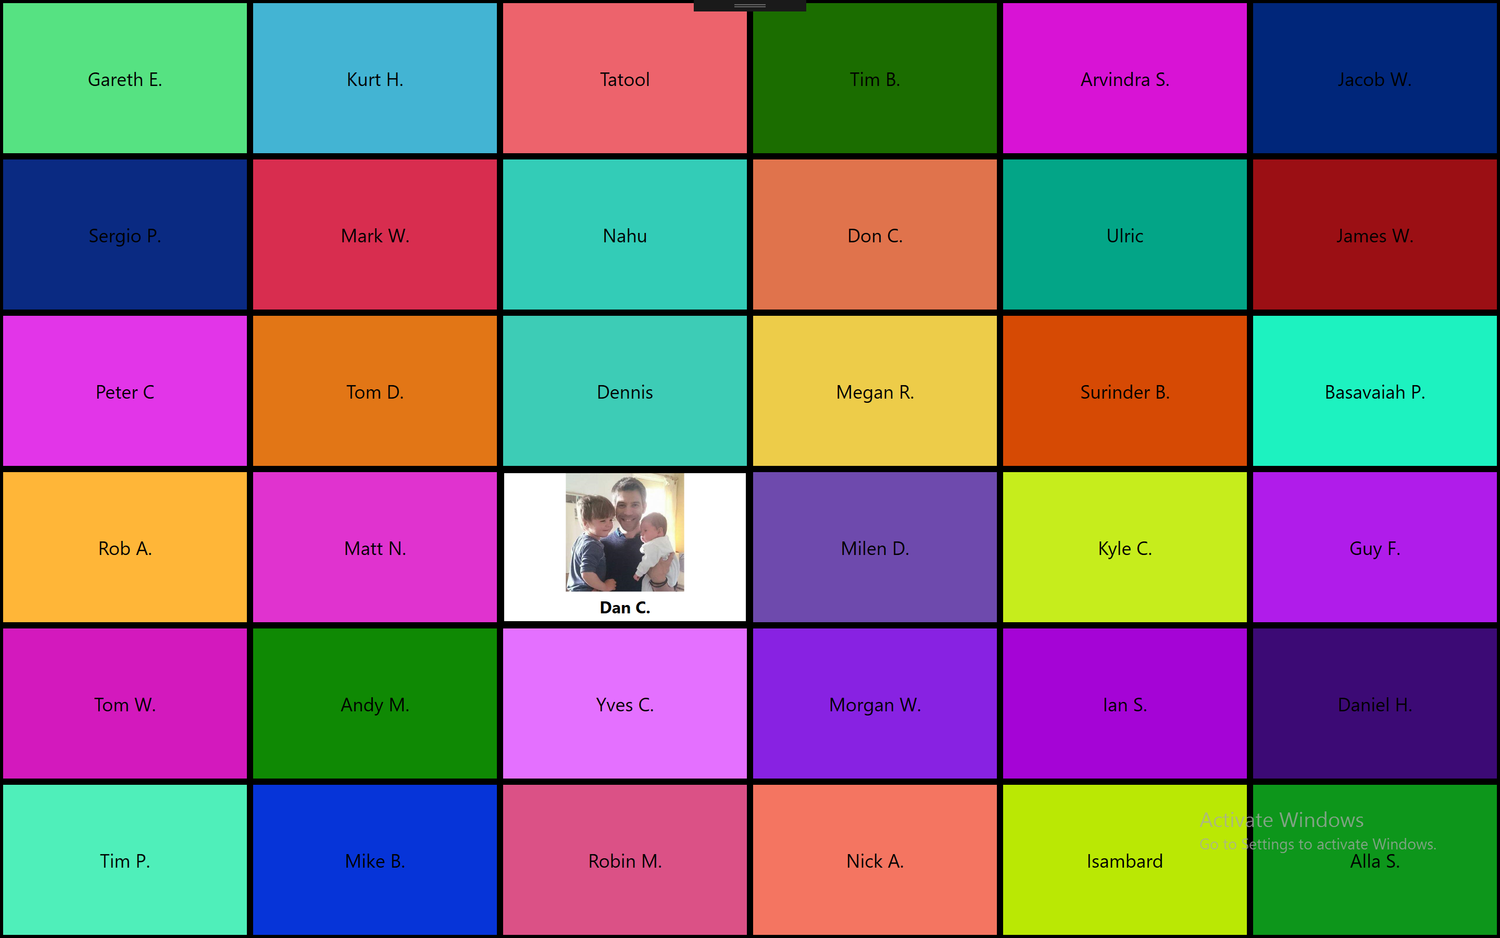 Gareth E.
Kurt H.
Tatool
Tim B.
Arvindra S.
Jacob W.
Sergio P.
Mark W.
Nahu
Don C.
Ulric
James W.
Peter C
Tom D.
Dennis
Megan R.
Surinder B.
Basavaiah P.
Rob A.
Matt N.
Dan C.
Milen D.
Kyle C.
Guy F.
Tom W.
Andy M.
Yves C.
Morgan W.
Ian S.
Daniel H.
Tim P.
Mike B.
Robin M.
Nick A.
Isambard
Alla S.
Activate Windows
Go to Settings to activate Windows.